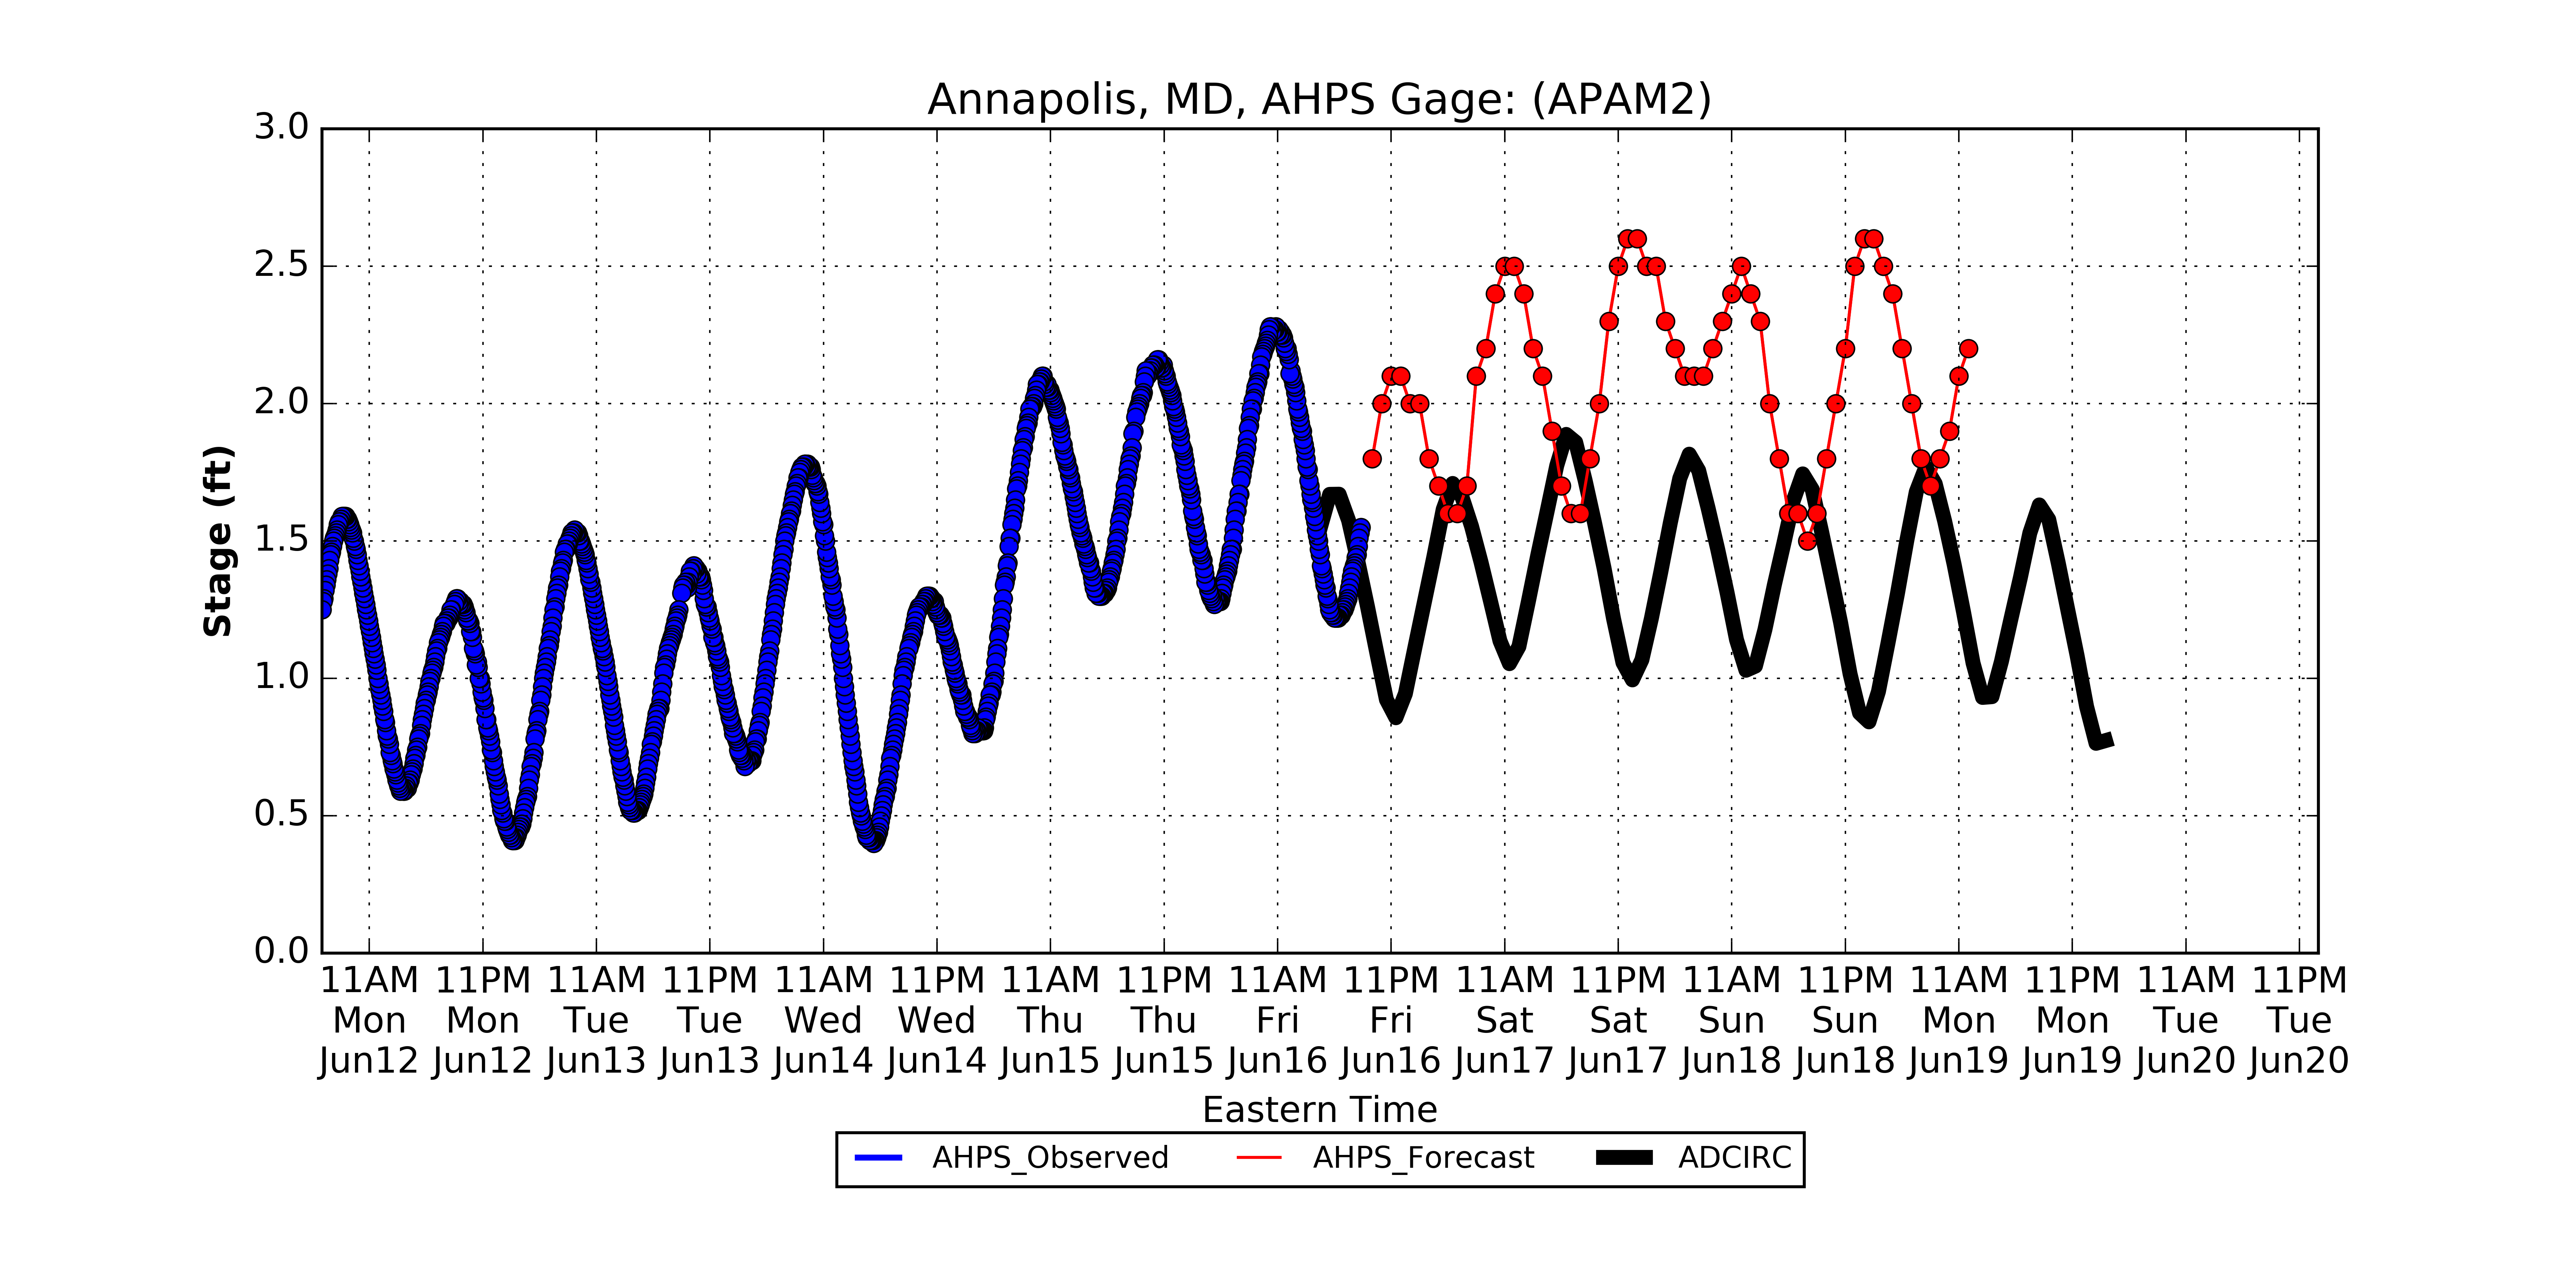 Annapolis, MD, AHPS Gage: (APAM2)
3.0
2.5
2.0
1.5
1.0
0.5
0.0
Stage (ft)
11AM 11PM 11AM 11PM 11AM 11PM 11AM 11PM 11AM 11PM 11AM 11PM 11AM 11PM 11AM 11PM 11AM 11PM
Mon Mon Tue Tue Wed Wed Thu Thu Fri Fri Sat Sat Sun Sun Mon Mon Tue Tue
Jun12 Jun12 Jun13 Jun13 Jun14 Jun14 Jun15 Jun15 Jun16 Jun16 Jun17 Jun17 Jun18 Jun18 Jun19 Jun19 Jun20 Jun20
Eastern Time
AHPS_Observed AHPS_Forecast ADCIRC